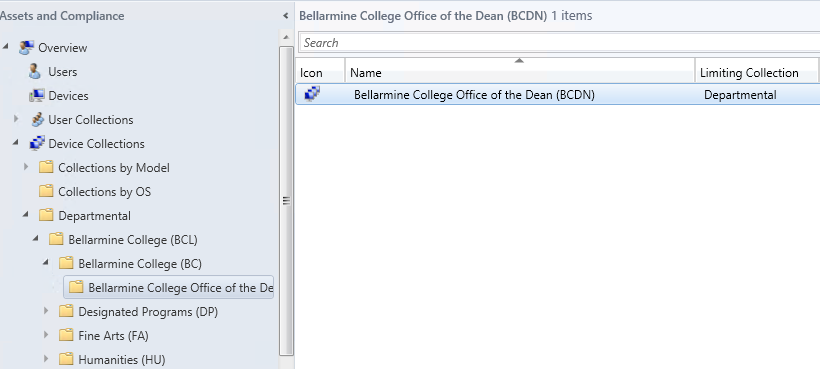 Assets and Compliance
Overview
Users
Devices
User Collections
Device Collections
Collections by Model
Collections by OS
Departmental
Bellarmine College (BCL)
Bellarmine College (BC)
Bellarmine College Office of the De
Designated Programs (DP)
Fine Arts (FA)
Humanities (HU)
Bellarmine College Office of the Dean (BCDN) 1 items
Search
Icon Name Limiting Collection
Bellarmine College Office of the Dean (BCDN) Departmental